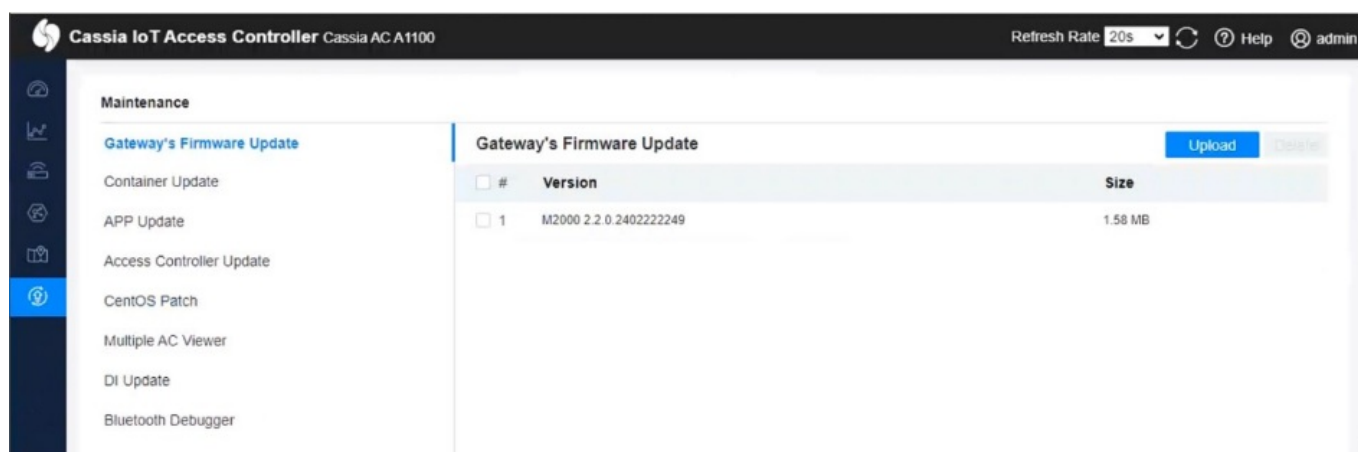 Cassia IoT Access Controller Cassia AC A1100 Refresh Rate 20s Help admin
Maintenance
Gateway's Firmware Update
Container Update
APP Update
Access Controller Update
CentOS Patch
Multiple AC Viewer
DI Update
Bluetooth Debugger
Gateway's Firmware Update Upload Delete
# Version Size
1 M2000 2.2.0.2402222249 1.58 MB